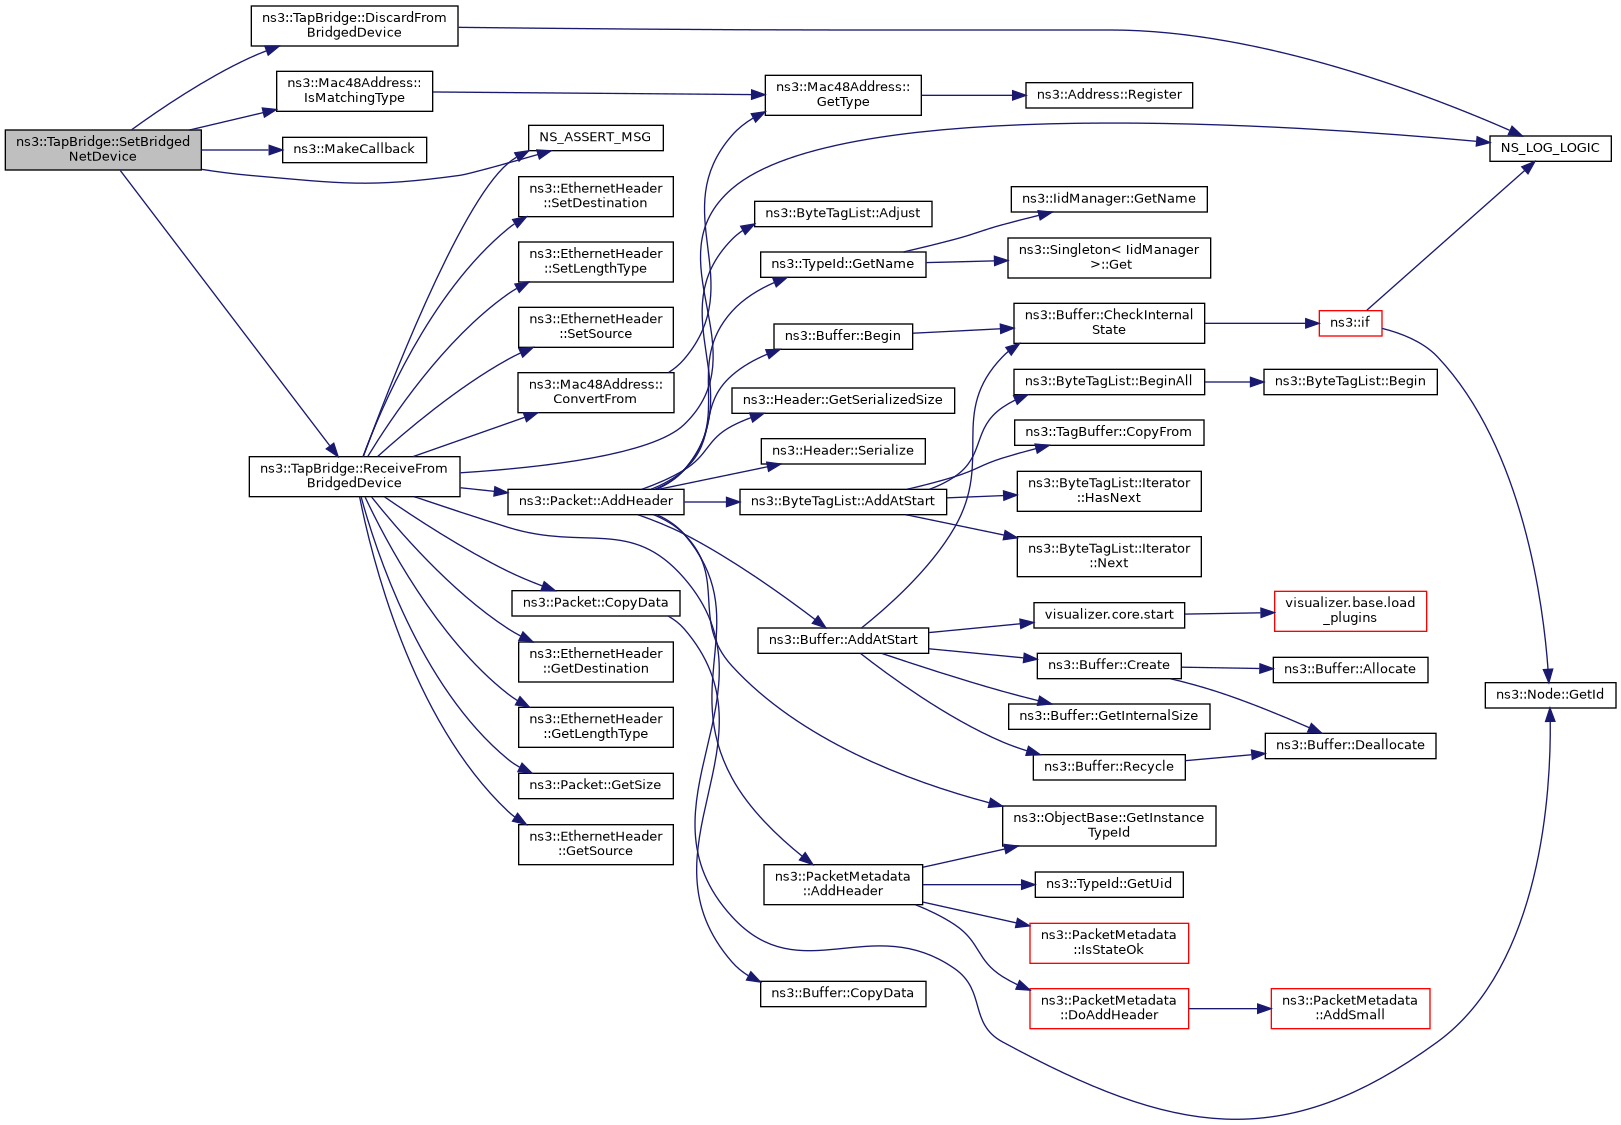 ns3::TapBridge::SetBridged
NetDevice
ns3::TapBridge::DiscardFrom
BridgedDevice
ns3::Mac48Address::
IsMatchingType
ns3::MakeCallback
ns3::TapBridge::ReceiveFrom
BridgedDevice
NS_ASSERT_MSG
ns3::EthernetHeader
::SetDestination
ns3::EthernetHeader
::SetLengthType
ns3::EthernetHeader
::SetSource
ns3::Mac48Address::
ConvertFrom
ns3::Packet::AddHeader
ns3::Packet::CopyData
ns3::EthernetHeader
::GetDestination
ns3::EthernetHeader
::GetLengthType
ns3::Packet::GetSize
ns3::EthernetHeader
::GetSource
ns3::Mac48Address::
GetType
ns3::ByteTagList::Adjust
ns3::TypeId::GetName
ns3::Buffer::Begin
ns3::Header::GetSerializedSize
ns3::Header::Serialize
ns3::ByteTagList::AddAtStart
ns3::Buffer::AddAtStart
ns3::PacketMetadata
::AddHeader
ns3::Buffer::CopyData
ns3::Address::Register
ns3::IidManager::GetName
ns3::Singleton< IidManager
>::Get
ns3::Buffer::CheckInternal
State
ns3::ByteTagList::BeginAll
ns3::TagBuffer::CopyFrom
ns3::ByteTagList::Iterator
::HasNext
ns3::ByteTagList::Iterator
::Next
visualizer.core.start
ns3::Buffer::Create
ns3::Buffer::GetInternalSize
ns3::Buffer::Recycle
ns3::ObjectBase::GetInstance
TypeId
ns3::TypeId::GetUid
ns3::PacketMetadata
::IsStateOk
ns3::PacketMetadata
::DoAddHeader
ns3::if
ns3::ByteTagList::Begin
visualizer.base.load
_plugins
ns3::Buffer::Allocate
ns3::Buffer::Deallocate
ns3::PacketMetadata
::AddSmall
NS_LOG_LOGIC
ns3::Node::GetId